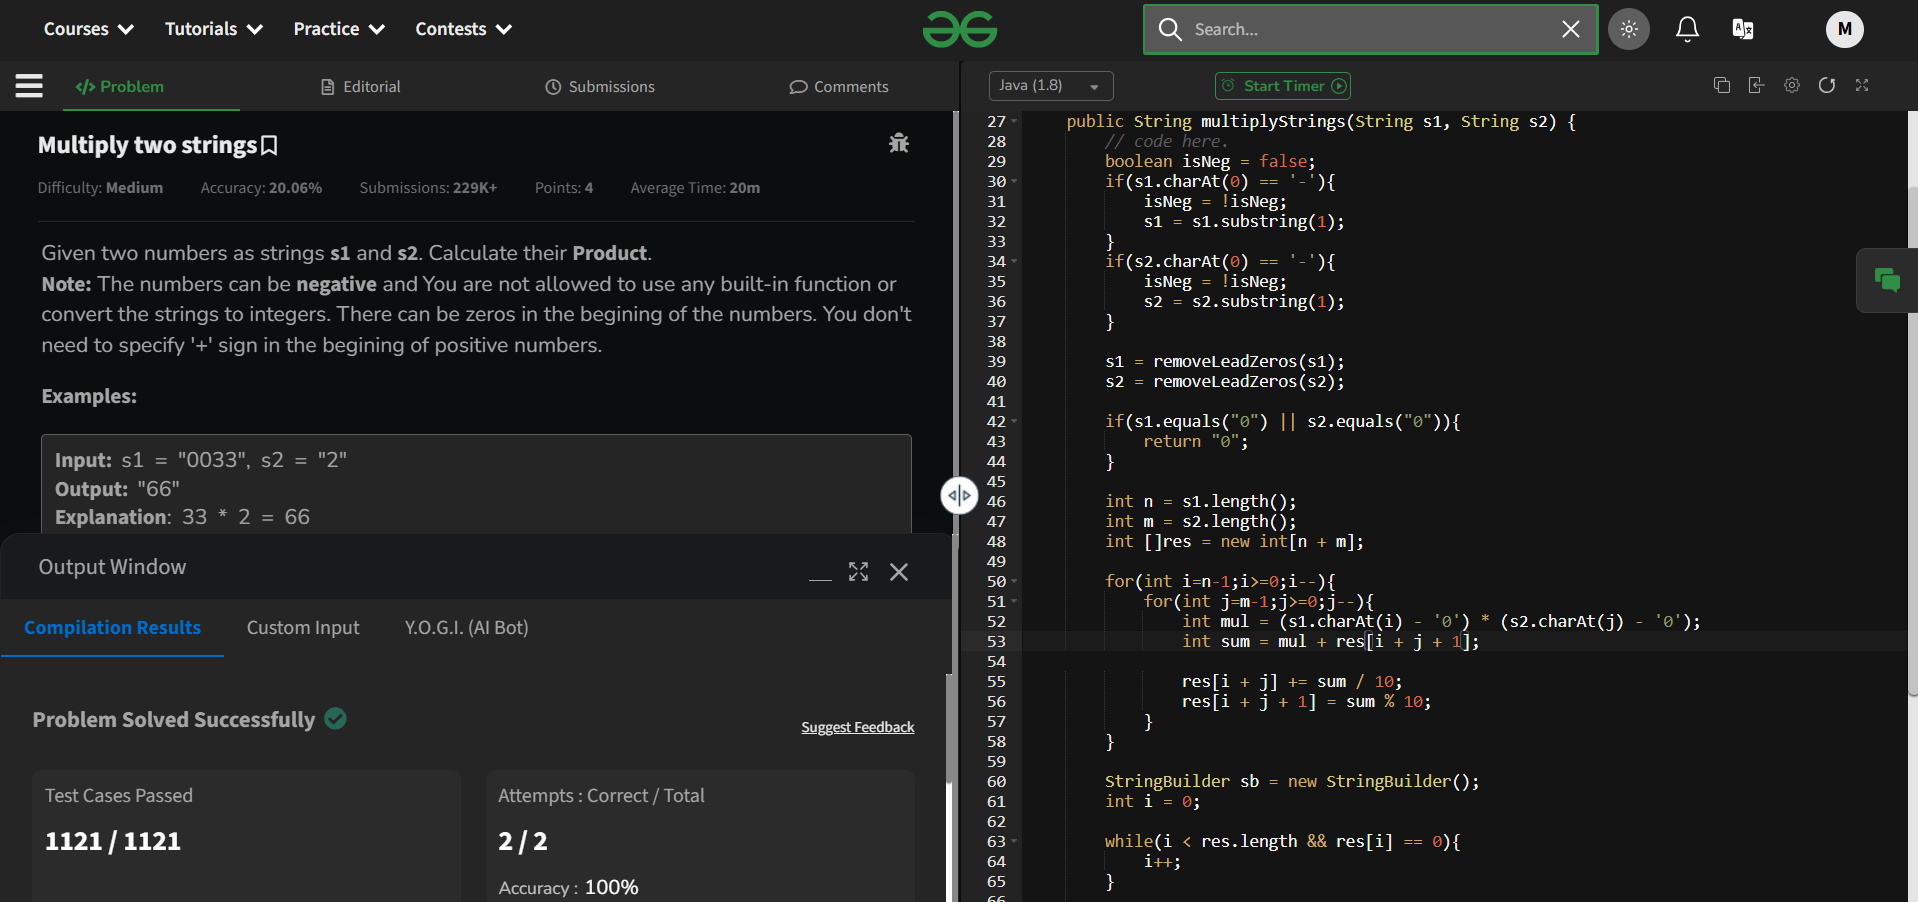 Courses Tutorials Practice Contests Search... M
Problem Editorial Submissions Comments
Multiply two strings
Difficulty: Medium Accuracy: 20.06% Submissions: 229K+ Points: 4 Average Time: 20m
Given two numbers as strings s1 and s2. Calculate their Product.
Note: The numbers can be negative and You are not allowed to use any built-in function or
convert the strings to integers. There can be zeros in the begining of the numbers. You don't
need to specify '+' sign in the begining of positive numbers.
Examples:
Input: s1 = "0033", s2 = "2"
Output: "66"
Explanation: 33 * 2 = 66
Output Window
Compilation Results Custom Input Y.O.G.I. (AI Bot)
Problem Solved Successfully
Suggest Feedback
Test Cases Passed
1121 / 1121
Attempts : Correct / Total
2 / 2
Accuracy : 100%
Java (1.8) Start Timer
27 public String multiplyStrings(String s1, String s2) {
28 // code here.
29 boolean isNeg = false;
30 if(s1.charAt(0) == '-'){
31 isNeg = !isNeg;
32 s1 = s1.substring(1);
33 }
34 if(s2.charAt(0) == '-'){
35 isNeg = !isNeg;
36 s2 = s2.substring(1);
37 }
38
39 s1 = removeLeadZeros(s1);
40 s2 = removeLeadZeros(s2);
41
42 if(s1.equals("0") || s2.equals("0")){
43 return "0";
44 }
45
46 int n = s1.length();
47 int m = s2.length();
48 int []res = new int[n + m];
49
50 for(int i=n-1;i>=0;i--){
51 for(int j=m-1;j>=0;j--){
52 int mul = (s1.charAt(i) - '0') * (s2.charAt(j) - '0');
53 int sum = mul + res[i + j + 1];
54
55 res[i + j] += sum / 10;
56 res[i + j + 1] = sum % 10;
57 }
58 }
59
60 StringBuilder sb = new StringBuilder();
61 int i = 0;
62
63 while(i < res.length && res[i] == 0){
64 i++;
65 }
66